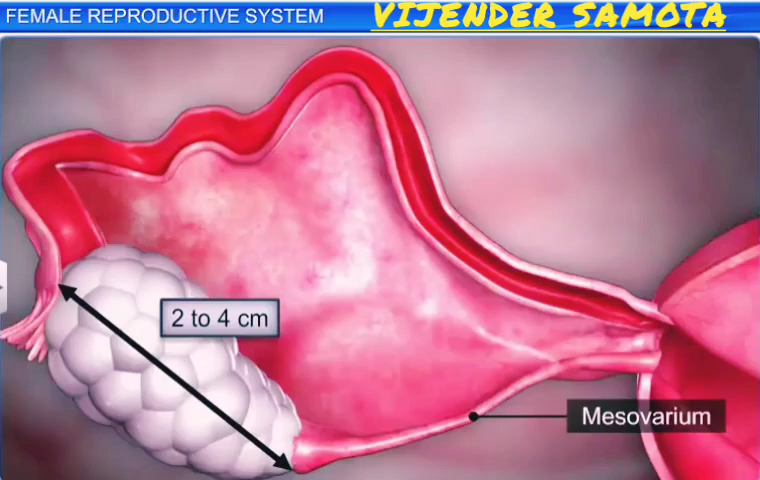 FEMALE REPRODUCTIVE SYSTEM
VIJENDER SAMOTA
2 to 4 cm
Mesovarium